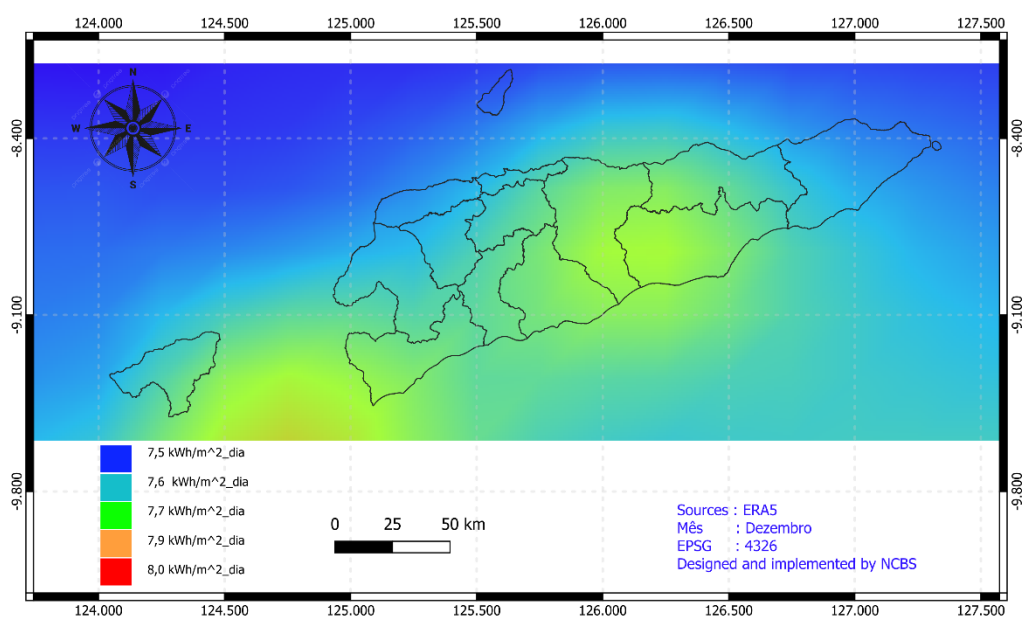 124.000 124.500 125.000 125.500 126.000 126.500 127.000 127.500
N
W E
S
-8.400 -8.400
-9.100 -9.100
-9.800 -9.800
7,5 kWh/m^2_dia
7,6 kWh/m^2_dia
7,7 kWh/m^2_dia
7,9 kWh/m^2_dia
8,0 kWh/m^2_dia
0 25 50 km
Sources : ERA5
Mês : Dezembro
EPSG : 4326
Designed and implemented by NCBS
124.000 124.500 125.000 125.500 126.000 126.500 127.000 127.500